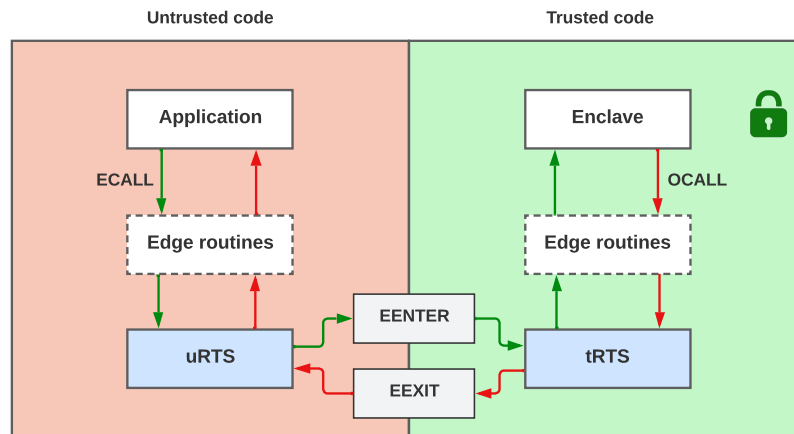 Untrusted code
Trusted code
Application
Enclave
ECALL
OCALL
Edge routines
Edge routines
EENTER
uRTS
tRTS
EEXIT